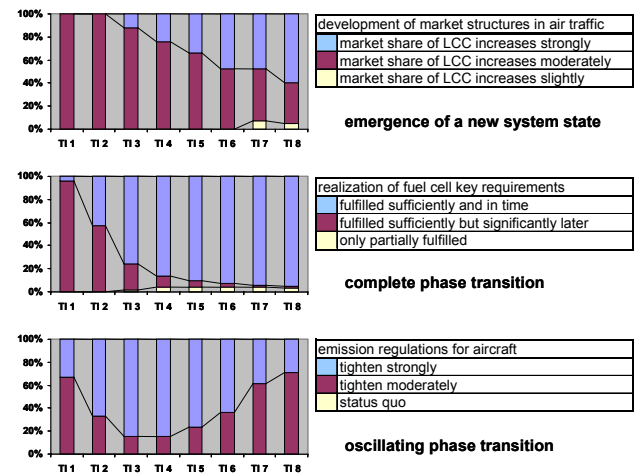 100%
80%
60%
40%
20%
0%
TI 1 TI 2 TI 3 TI 4 TI 5 TI 6 TI 7 TI 8
development of market structures in air traffic
market share of LCC increases strongly
market share of LCC increases moderately
market share of LCC increases slightly
emergence of a new system state
100%
80%
60%
40%
20%
0%
TI 1 TI 2 TI 3 TI 4 TI 5 TI 6 TI 7 TI 8
realization of fuel cell key requirements
fulfilled sufficiently and in time
fulfilled sufficiently but significantly later
only partially fulfilled
complete phase transition
100%
80%
60%
40%
20%
0%
TI 1 TI 2 TI 3 TI 4 TI 5 TI 6 TI 7 TI 8
emission regulations for aircraft
tighten strongly
tighten moderately
status quo
oscillating phase transition